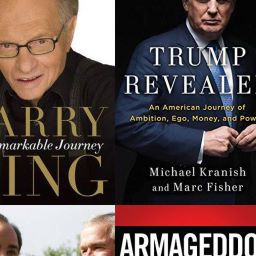 ARRY
markable Journey
ING
TRUMP
REVEALE
An American Journey of
Ambition, Ego, Money, and Pow
Michael Kranish
and Marc Fisher
ARMAGEDDO